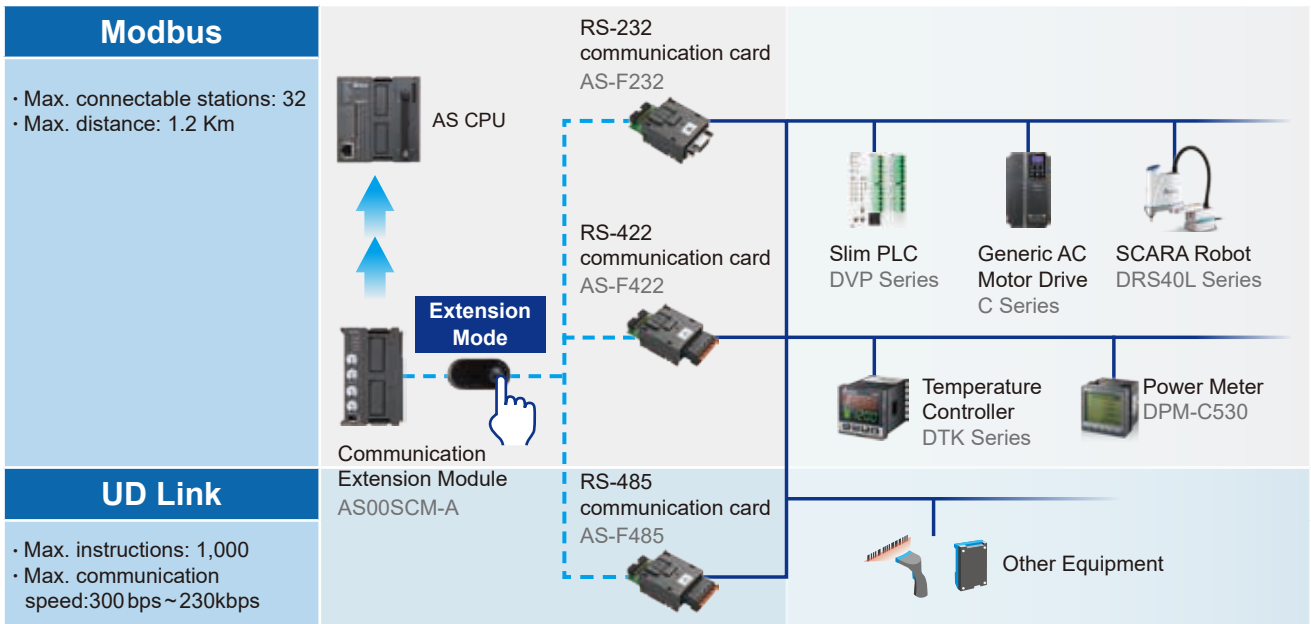 Modbus
· Max. connectable stations: 32
· Max. distance: 1.2 Km
AS CPU
Extension
Mode
Communication
Extension Module
AS00SCM-A
RS-232
communication card
AS-F232
RS-422
communication card
AS-F422
RS-485
communication card
AS-F485
Slim PLC
DVP Series
Generic AC
Motor Drive
C Series
SCARA Robot
DRS40L Series
Temperature
Controller
DTK Series
Power Meter
DPM-C530
UD Link
· Max. instructions: 1,000
· Max. communication
speed:300 bps~230kbps
Other Equipment